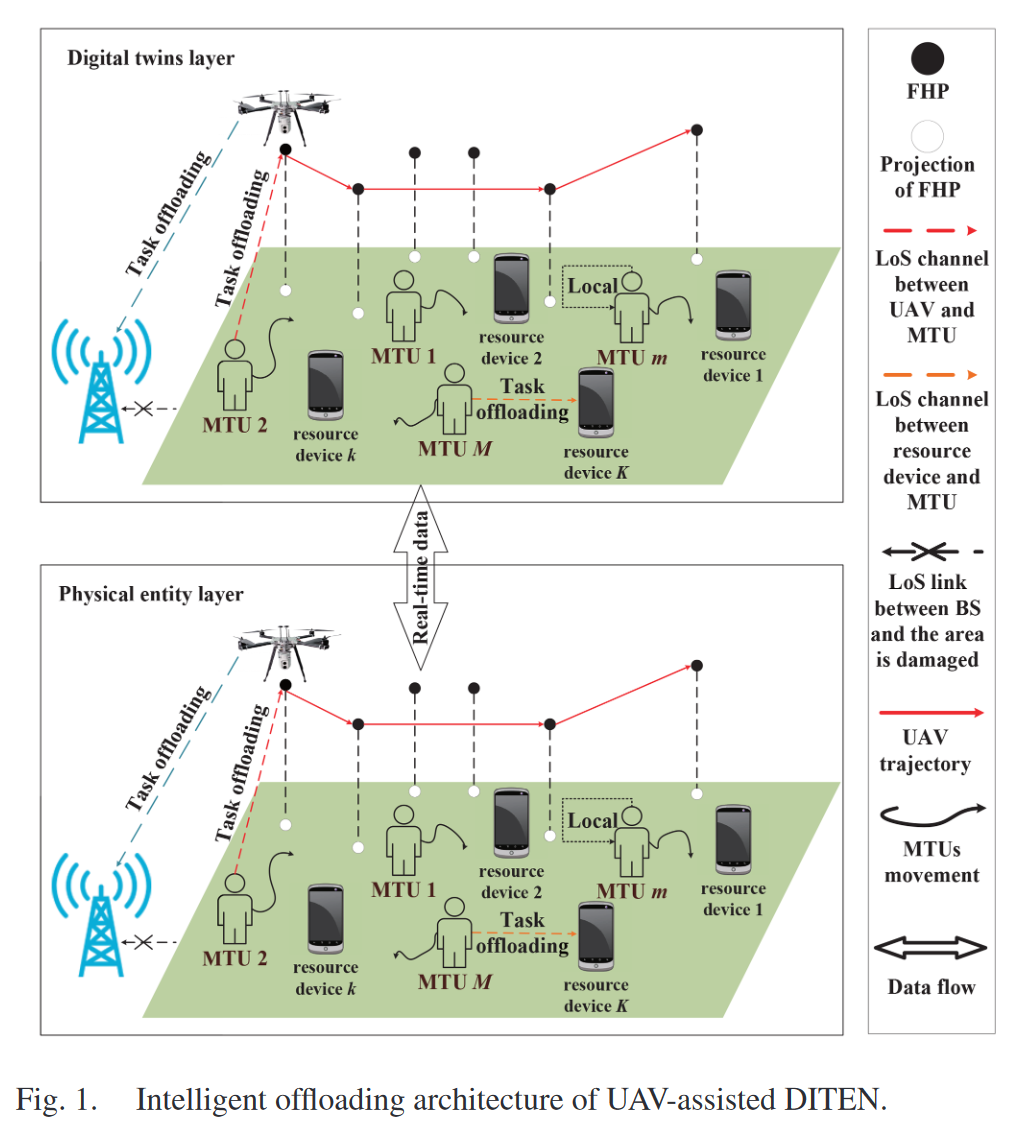 Digital twins layer
Task offloading
Task offloading
MTU 1
resource
device 2
Local
MTU m
resource
device 1
MTU 2
resource
device k
MTU M
Task
offloading
resource
device K
Real-time data
Physical entity layer
Task offloading
Task offloading
MTU 1
resource
device 2
Local
MTU m
resource
device 1
MTU 2
resource
device k
MTU M
Task
offloading
resource
device K
FHP
Projection
of FHP
LoS channel
between
UAV and
MTU
LoS channel
between
resource
device and
MTU
LoS link
between BS
and the area
is damaged
UAV
trajectory
MTUs
movement
Data flow
Fig. 1. Intelligent offloading architecture of UAV-assisted DITEN.